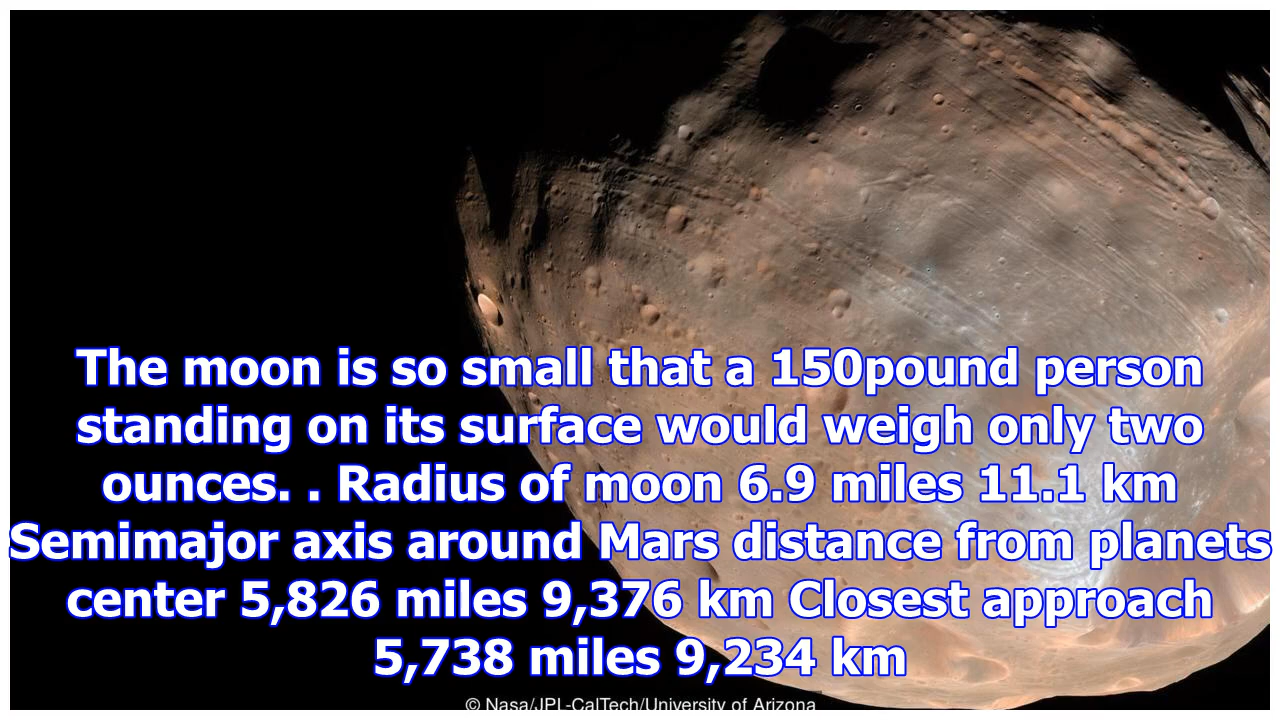 The moon is so small that a 150pound person
standing on its surface would weigh only two
ounces. . Radius of moon 6.9 miles 11.1 km
Semimajor axis around Mars distance from planets
center 5,826 miles 9,376 km Closest approach
5,738 miles 9,234 km
© Nasa/JPL-CalTech/University of Arizona